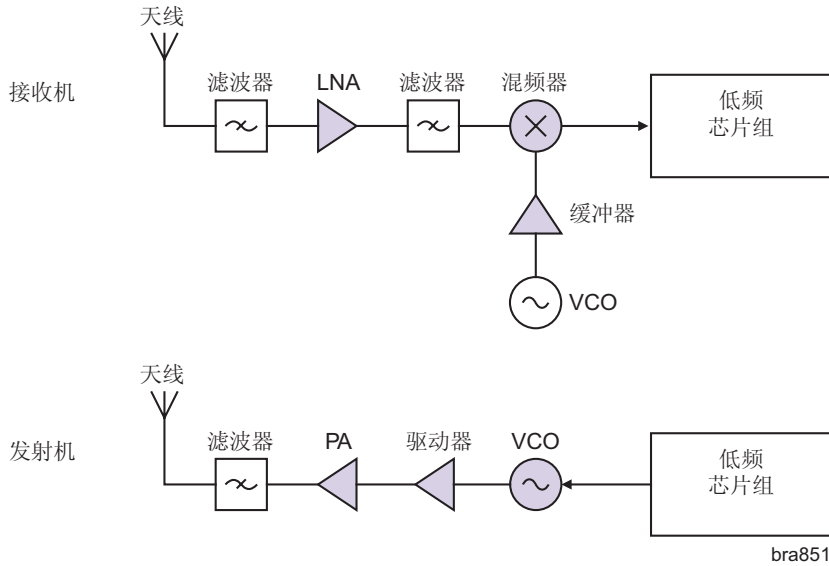 天线
接收机
滤波器
LNA
滤波器
混频器
低频
芯片组
缓冲器
VCO
天线
发射机
滤波器
PA
驱动器
VCO
低频
芯片组
bra851